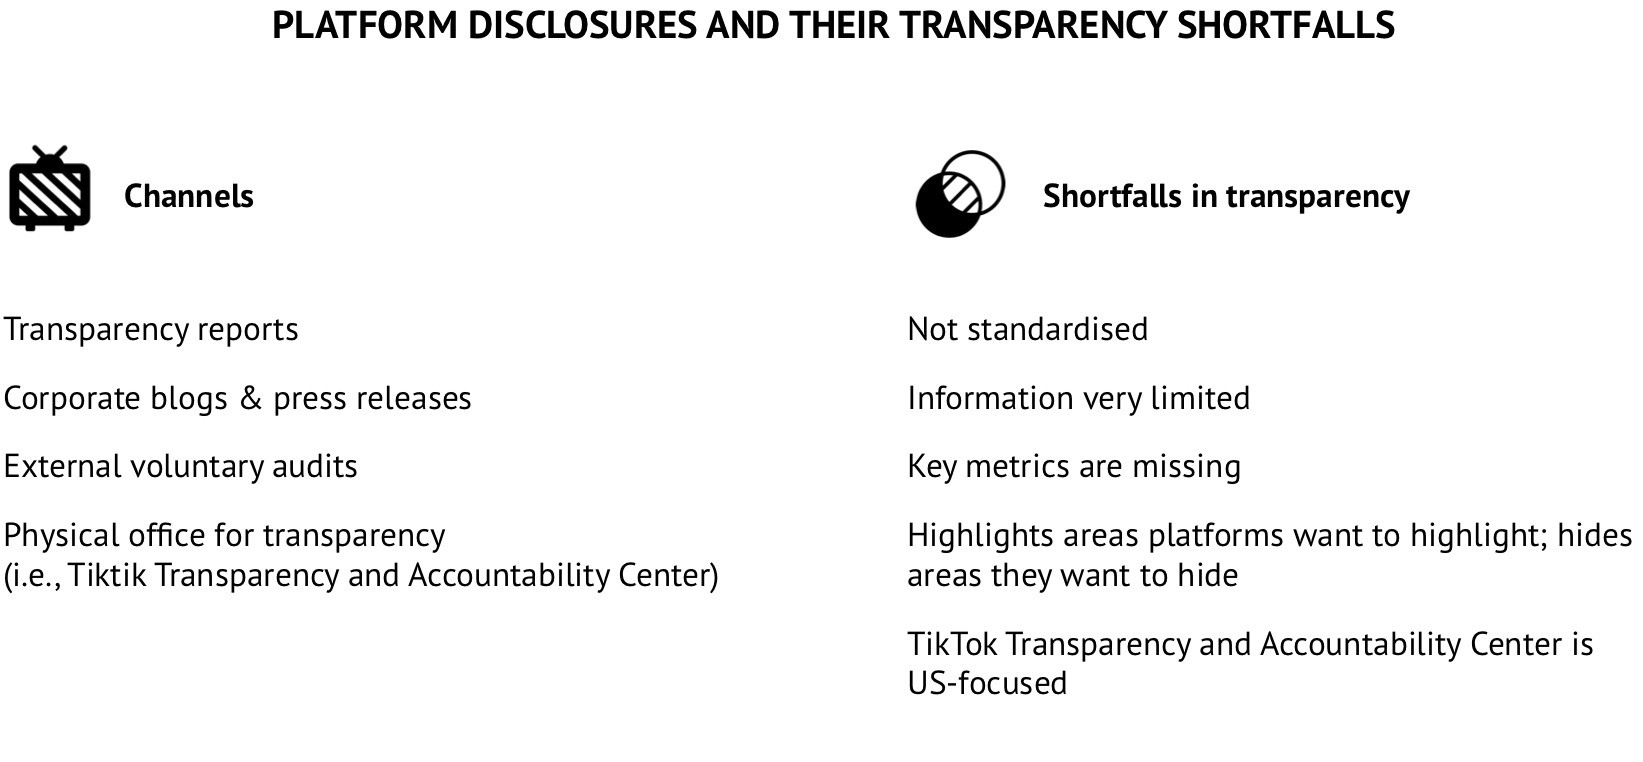 PLATFORM DISCLOSURES AND THEIR TRANSPARENCY SHORTFALLS
Channels
Transparency reports
Corporate blogs & press releases
External voluntary audits
Physical office for transparency
(i.e., Tiktik Transparency and Accountability Center)
Shortfalls in transparency
Not standardised
Information very limited
Key metrics are missing
Highlights areas platforms want to highlight; hides
areas they want to hide
TikTok Transparency and Accountability Center is
US-focused